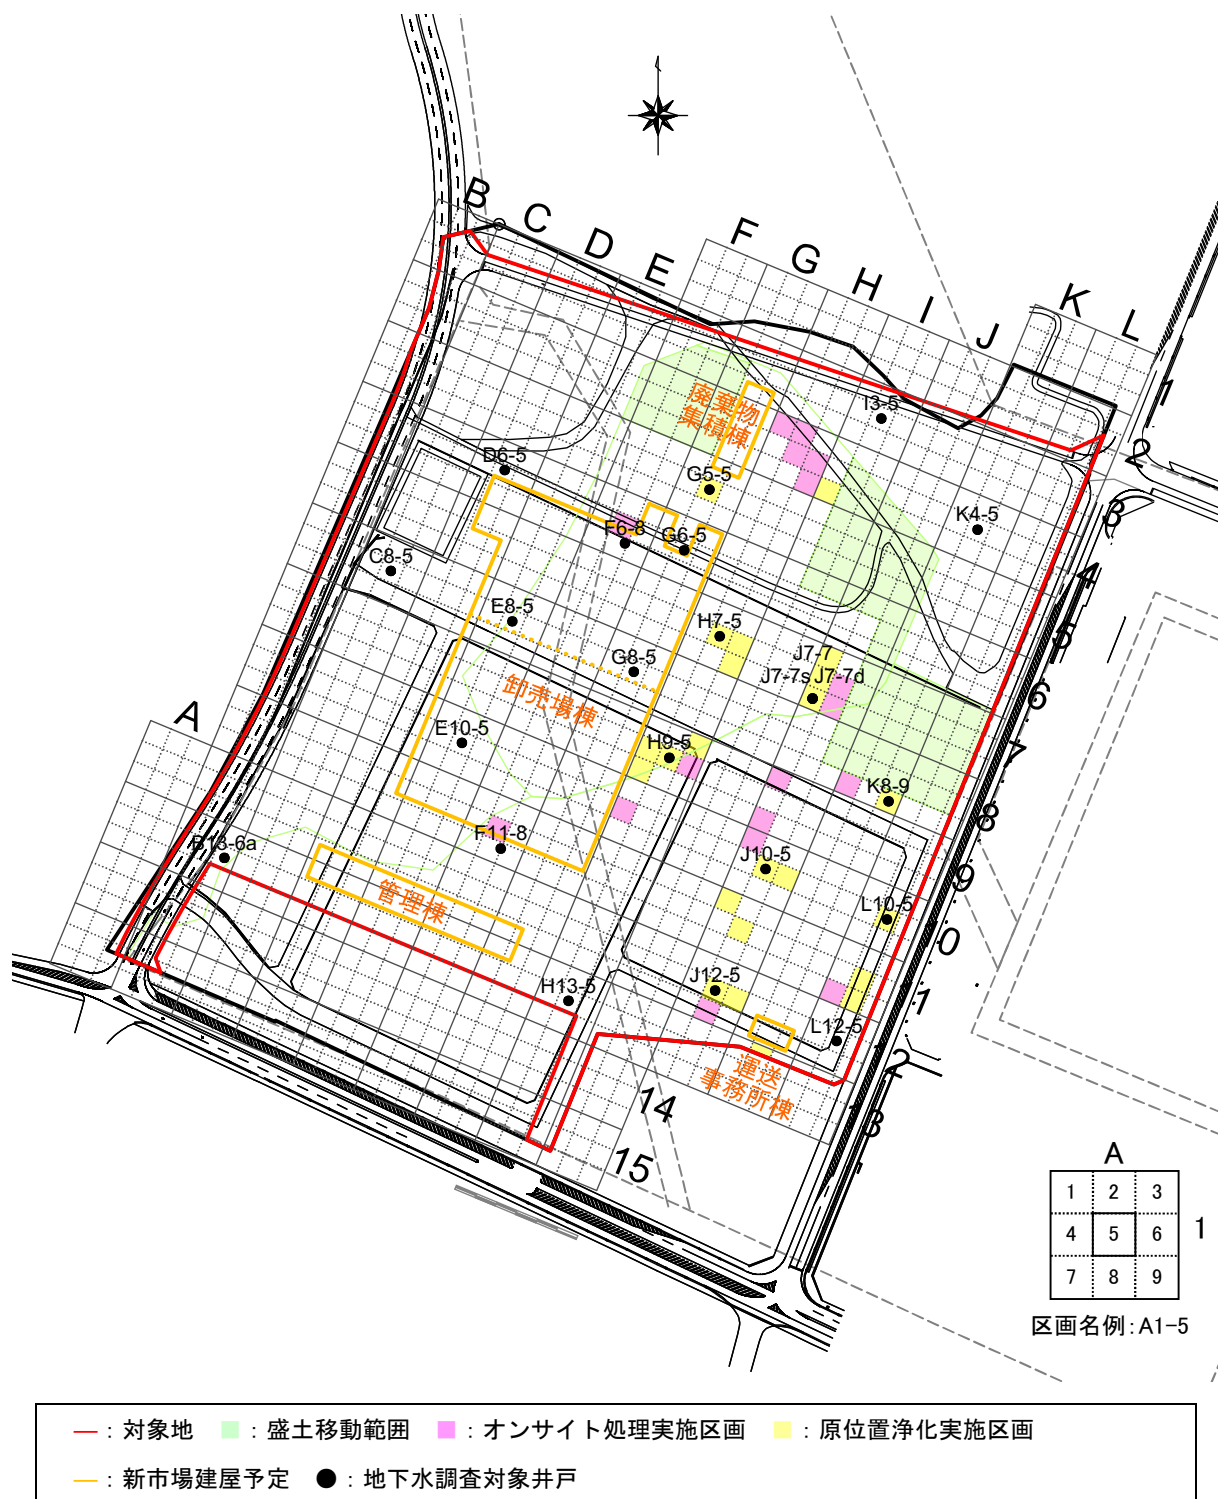 B
C
D
E
F
G
H
I
J
K
L
1
2
3
4
5
6
7
8
9
10
11
12
13
14
15
A
廃棄物
集積棟
I3-5
D6-5
G5-5
K4-5
F6-8
G6-5
C8-5
E8-5
H7-5
J7-7
J7-7s
J7-7d
G8-5
卸売場棟
E10-5
H9-5
K8-9
F11-8
J10-5
B13-6a
管理棟
L10-5
H13-5
J12-5
L12-5
運送
事務所棟
A
1 2 3
4 5 6 1
7 8 9
区画名例:A1-5
：対象地 ：盛土移動範囲 ：オンサイト処理実施区画 ：原位置浄化実施区画
：新市場建屋予定 ：地下水調査対象井戸